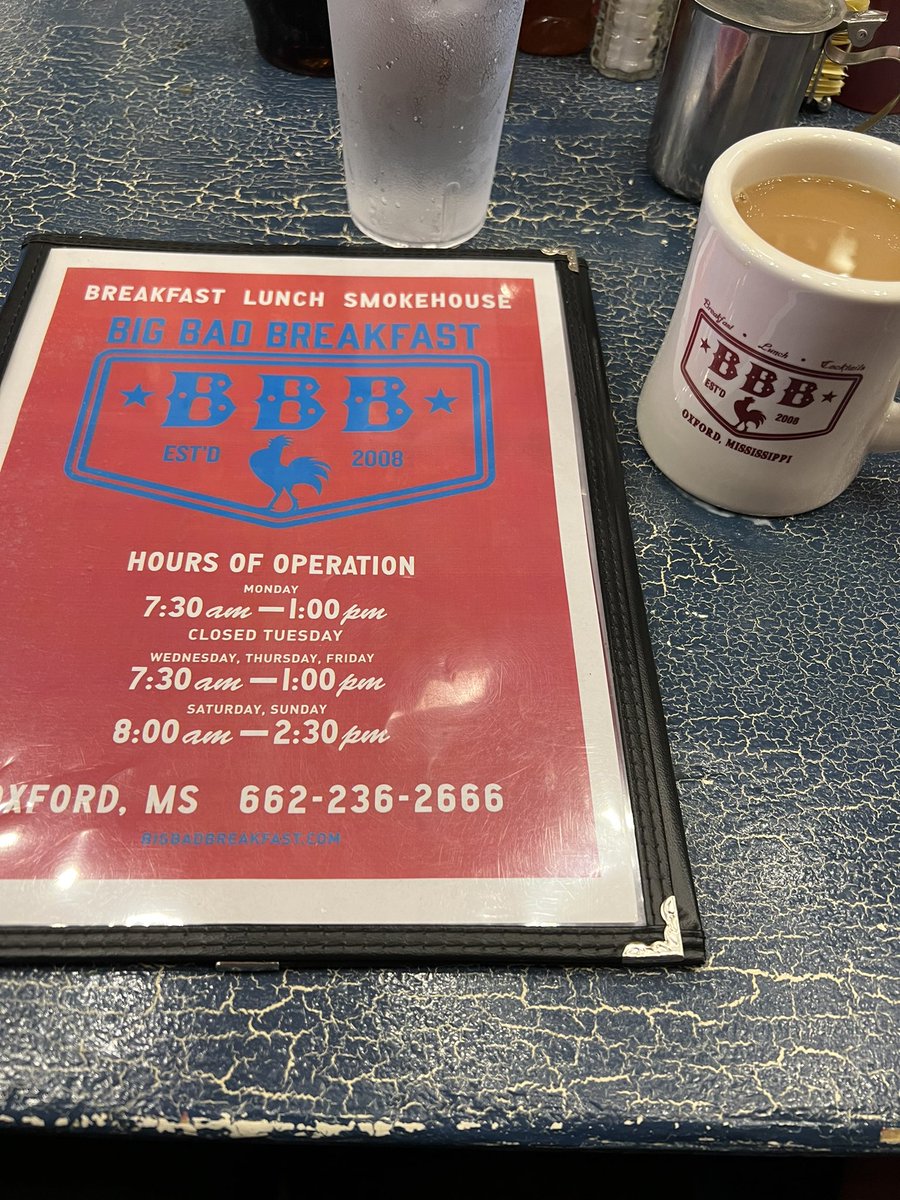 BREAKFAST LUNCH SMOKEHOUSE
BIG BAD BREAKFAST
BBB
EST'D 2008
HOURS OF OPERATION
MONDAY
7:30 am — 1:00 pm
CLOSED TUESDAY
WEDNESDAY, THURSDAY, FRIDAY
7:30 am — 1:00 pm
SATURDAY, SUNDAY
8:00 am — 2:30 pm
OXFORD, MS 662-236-2666
BIGBADBREAKFAST.COM
Breakfast • Lunch • Cocktails
BBB
EST'D 2008
OXFORD, MISSISSIPPI